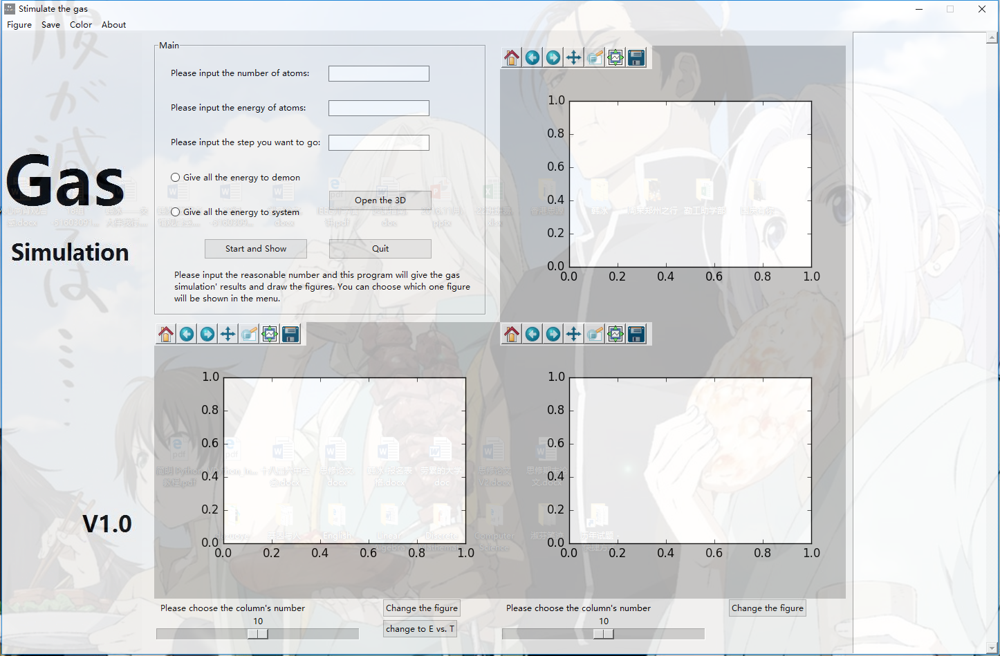 Stimulate the gas
Figure Save Color About
Main
Please input the number of atoms:
Please input the energy of atoms:
Please input the step you want to go:
Give all the energy to demon
Give all the energy to system
Open the 3D
Start and Show
Quit
Please input the reasonable number and this program will give the gas
simulation' results and draw the figures. You can choose which one figure
will be shown in the menu.
Gas
Simulation
V1.0
1.0
0.8
0.6
0.4
0.2
0.0
0.0 0.2 0.4 0.6 0.8 1.0
1.0
0.8
0.6
0.4
0.2
0.0
0.0 0.2 0.4 0.6 0.8 1.0
1.0
0.8
0.6
0.4
0.2
0.0
0.0 0.2 0.4 0.6 0.8 1.0
English
Linear
Discrete
Computer
Science
Please choose the column's number
10
Change the figure
change to E vs. T
Please choose the column's number
10
Change the figure